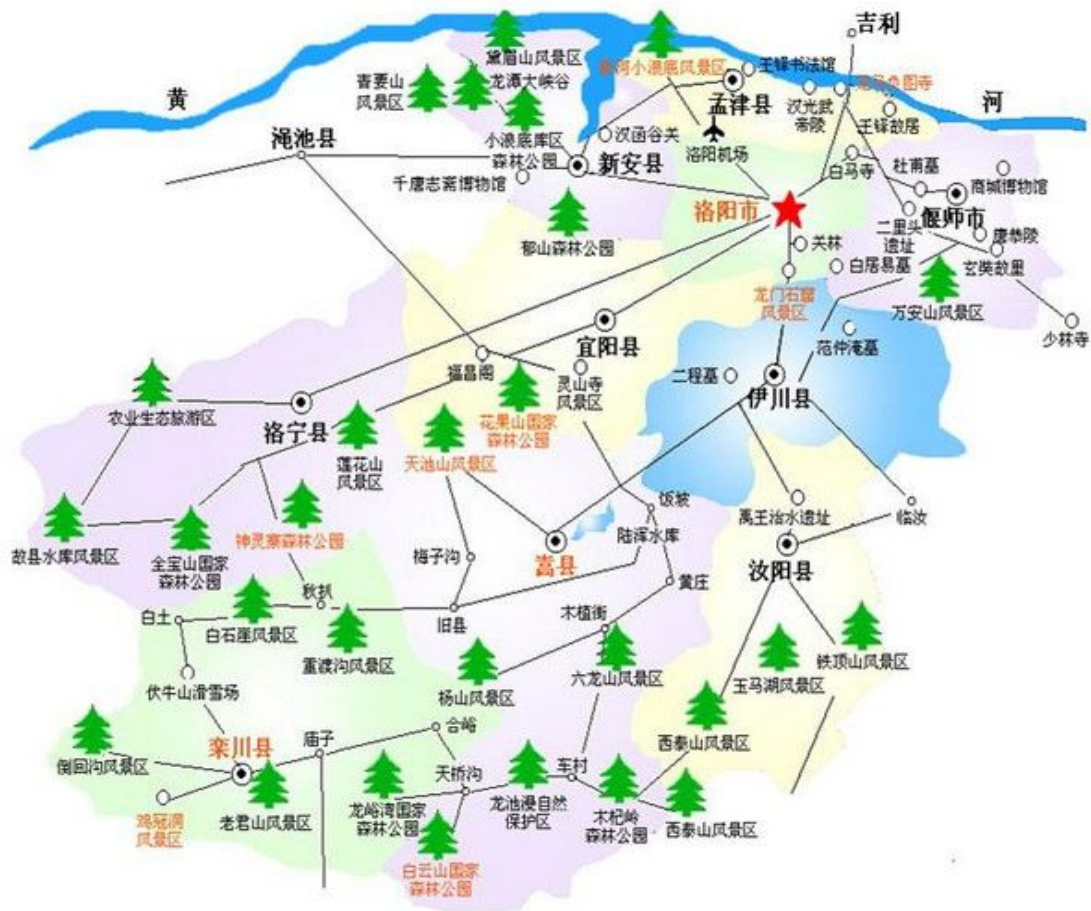 吉利
黛眉山风景区
黄河小浪底风景区
王铎书法馆
青要山
风景区
龙潭大峡谷
孟津县
汉光武
帝陵
龙马负图寺
黄
河
王铎故居
渑池县
小浪底库区
森林公园
汉函谷关
洛阳机场
新安县
千唐志斋博物馆
白马寺
杜甫墓
商城博物馆
洛阳市
偃师市
二里头
遗址
郁山森林公园
关林
唐恭陵
白居易墓
玄奘故里
龙门石窟
风景区
万安山风景区
少林寺
宜阳县
范仲淹墓
福昌阁
灵山寺
风景区
二程墓
伊川县
农业生态旅游区
洛宁县
花果山国家
森林公园
莲花山
风景区
天池山风景区
饭坡
禹王治水遗址
临汝
故县水库风景区
全宝山国家
森林公园
神灵寨森林公园
陆浑水库
嵩县
汝阳县
梅子沟
黄庄
秋扒
白土
白石崖风景区
旧县
木植街
重渡沟风景区
铁顶山风景区
伏牛山滑雪场
杨山风景区
六龙山风景区
玉马湖风景区
合峪
西泰山风景区
栾川县
庙子
倒回沟风景区
天桥沟
车村
鸡冠洞
风景区
老君山风景区
龙峪湾国家
森林公园
龙池漫自然
保护区
木杞岭
森林公园
西泰山风景区
白云山国家
森林公园